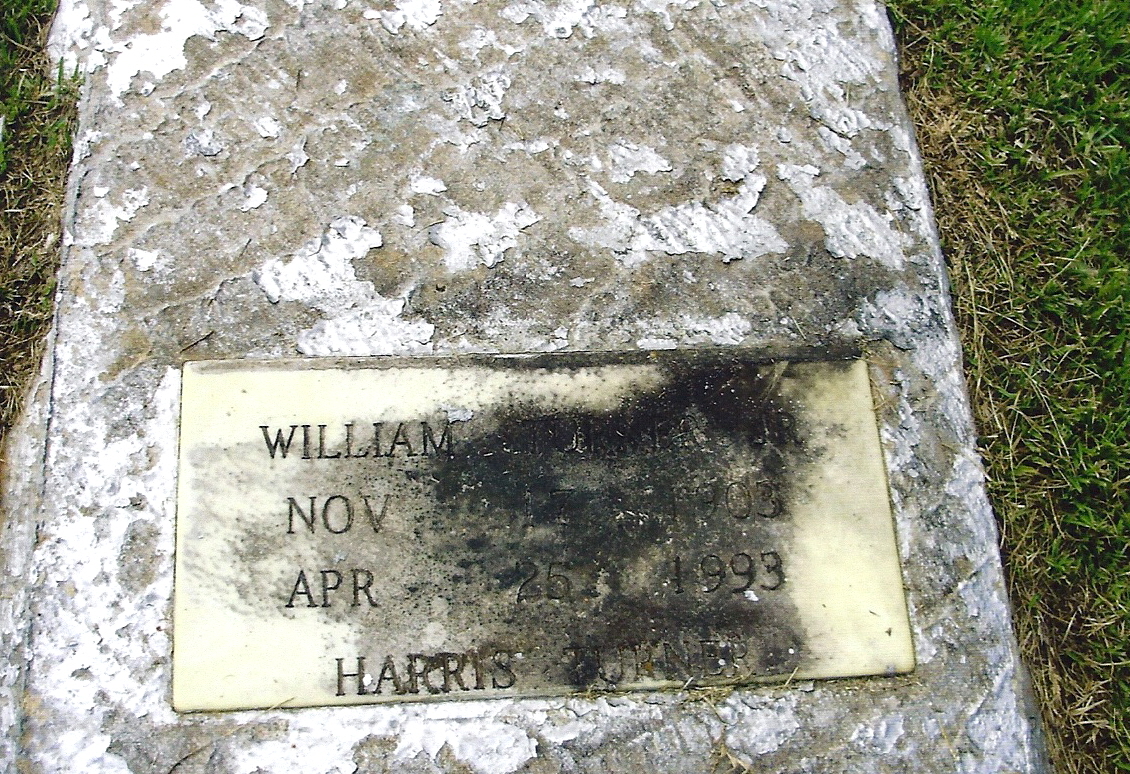 WILLIAM TURNER JR
NOV 17 1903
APR 25 1993
HARRIS TURNER